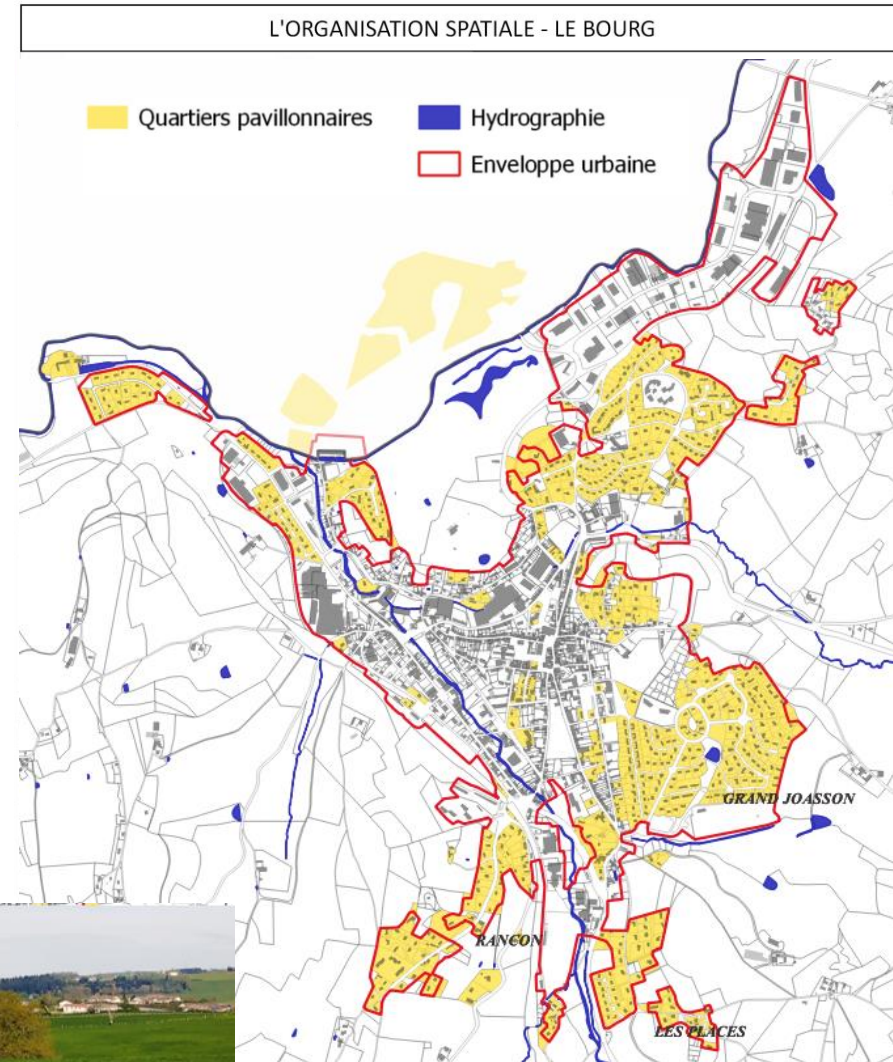 L'ORGANISATION SPATIALE - LE BOURG
Quartiers pavillonnaires
Hydrographie
Enveloppe urbaine
GRAND JOASSON
RANCON
LES PLACES